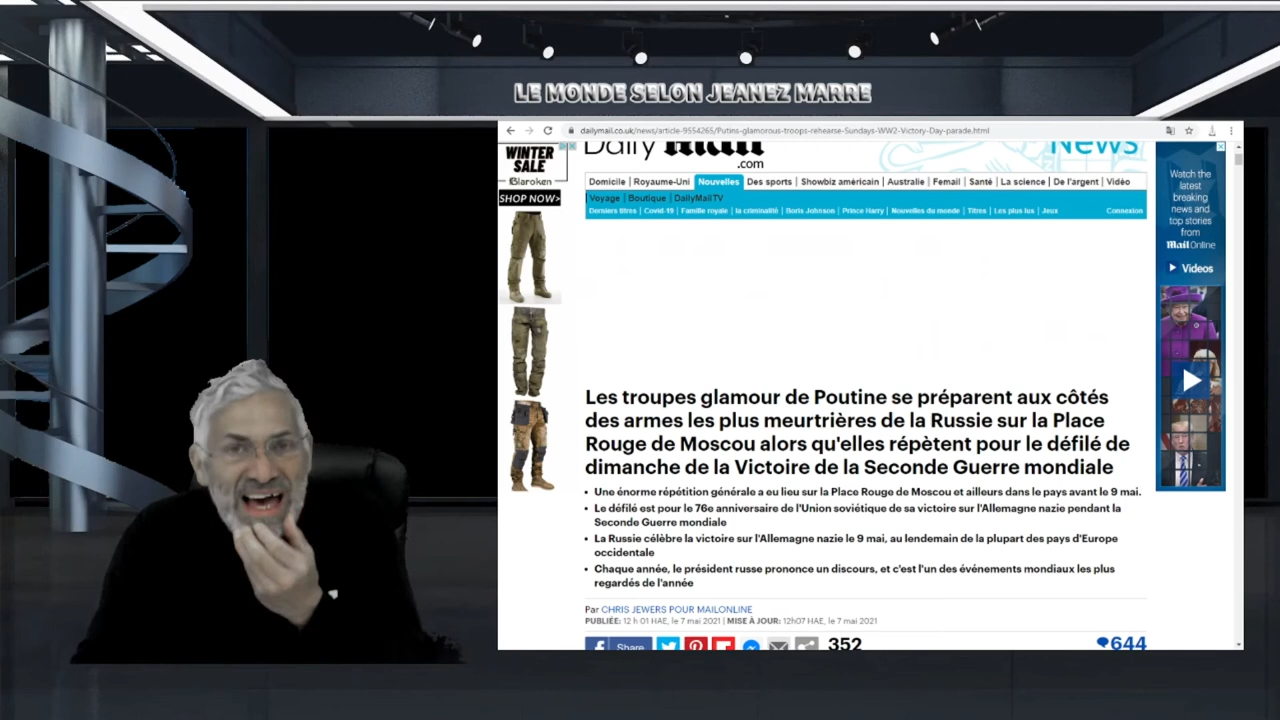 LE MONDE SELON JEANEZ MARRE
dailymail.co.uk/news/article-9554265/Putins-glamorous-troops-rehearse-Sundays-WW2-Victory-Day-parade.html
WINTER
SALE
Blaroken
SHOP NOW>
Daily Mail
.com
News
Domicile | Royaume-Uni | Nouvelles | Des sports | Showbiz américain | Australie | Femail | Santé | La science | De l'argent | Vidéo
Voyage | Boutique | DailyMailTV
Derniers titres | Covid-19 | Famille royale | la criminalité | Boris Johnson | Prince Harry | Nouvelles du monde | Titres | Les plus lus | Jeux
Connexion
Watch the
latest
breaking
news and
top stories
from
Mail Online
Videos
Les troupes glamour de Poutine se préparent aux côtés
des armes les plus meurtrières de la Russie sur la Place
Rouge de Moscou alors qu'elles répètent pour le défilé de
dimanche de la Victoire de la Seconde Guerre mondiale
• Une énorme répétition générale a eu lieu sur la Place Rouge de Moscou et ailleurs dans le pays avant le 9 mai.
• Le défilé est pour le 76e anniversaire de l'Union soviétique de sa victoire sur l'Allemagne nazie pendant la
Seconde Guerre mondiale
• La Russie célèbre la victoire sur l'Allemagne nazie le 9 mai, au lendemain de la plupart des pays d'Europe
occidentale
• Chaque année, le président russe prononce un discours, et c'est l'un des événements mondiaux les plus
regardés de l'année
Par CHRIS JEWERS POUR MAILONLINE
PUBLIÉE: 12 h 01 HAE, le 7 mai 2021 | MISE À JOUR: 12h07 HAE, le 7 mai 2021
Share
352
644